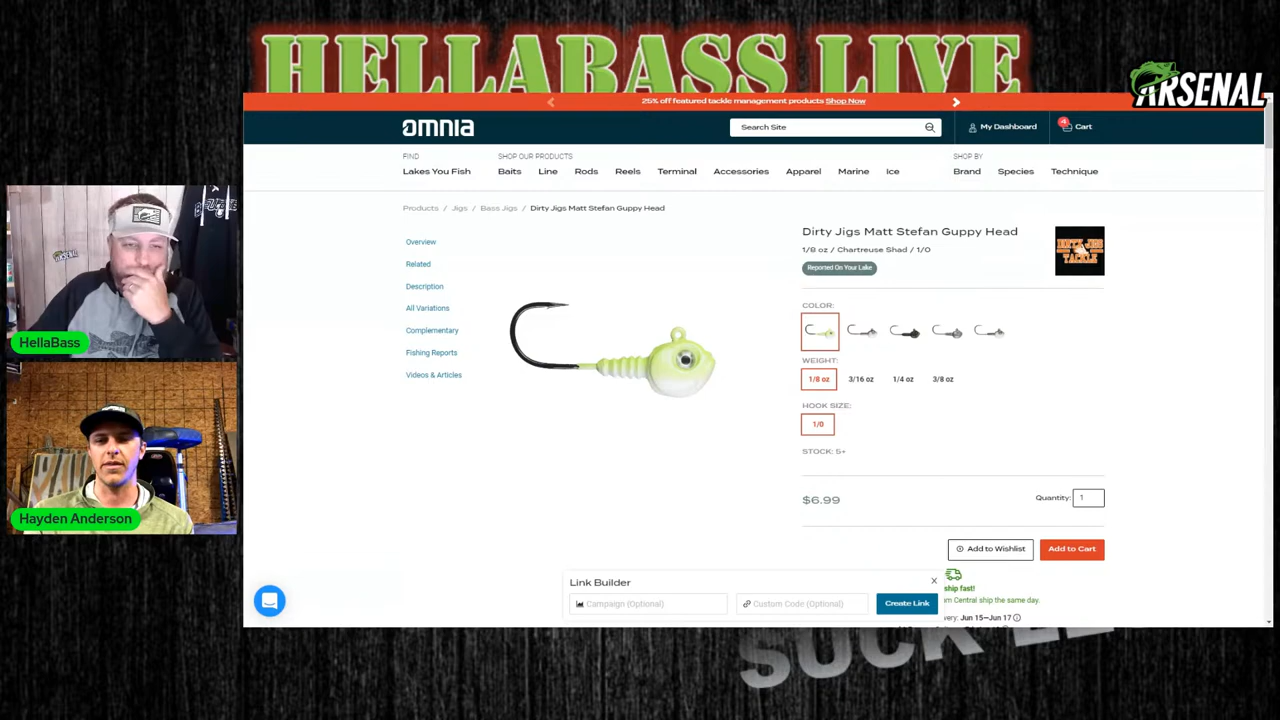 HELLABASS LIVE
ARSENAL
25% off featured tackle management products Shop Now
OMNIA
Search Site
My Dashboard
4
Cart
FIND
SHOP OUR PRODUCTS
SHOP BY
Lakes You Fish
Baits
Line
Rods
Reels
Terminal
Accessories
Apparel
Marine
Ice
Brand
Species
Technique
Products / Jigs / Bass Jigs / Dirty Jigs Matt Stefan Guppy Head
Overview
Related
Description
All Variations
Complementary
Fishing Reports
Videos & Articles
Dirty Jigs Matt Stefan Guppy Head
1/8 oz / Chartreuse Shad / 1/0
Reported On Your Lake
DIRTY JIGS
TACKLE
COLOR:
WEIGHT:
1/8 oz
3/16 oz
1/4 oz
3/8 oz
HOOK SIZE:
1/0
STOCK: 5+
$6.99
Quantity: 1
Add to Wishlist
Add to Cart
ship fast!
Central ship the same day.
Jun 15–Jun 17
Link Builder
X
Campaign (Optional)
Custom Code (Optional)
Create Link
HellaBass
ARSENAL
Hayden Anderson